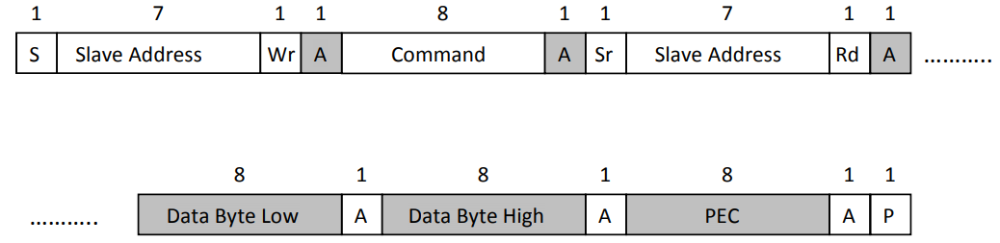 1 7 1 1 8 1 1 7 1 1
S Slave Address Wr A Command A Sr Slave Address Rd A ………..
8 1 8 1 8 1 1
……….. Data Byte Low A Data Byte High A PEC A P